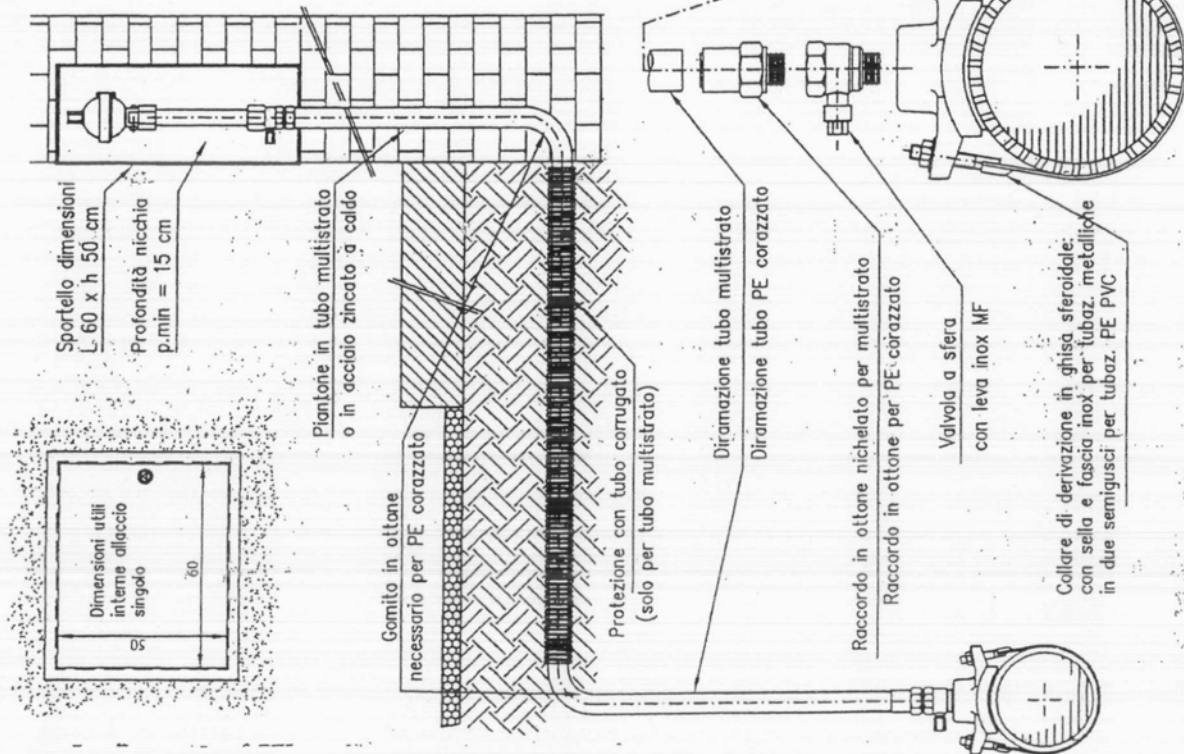 Sportello dimensioni
L 60 x h 50 cm
Profondità nicchia
p.min = 15 cm
Dimensioni utili
interne allaccio
singolo
50
60
Piantone in tubo multistrato
o in acciaio zincato a caldo
Gomito in ottone
necessario per PE corazzato
Protezione con tubo corrugato
(solo per tubo multistrato)
Diramazione tubo multistrato
Diramazione tubo PE corazzato
Raccordo in ottone nichelato per multistrato
Raccordo in ottone per PE corazzato
Valvola a sfera
con leva inox MF
Collare di derivazione in ghisa sferoidale:
con sella e fascia inox per tubaz. metalliche
in due semigusci per tubaz. PE PVC